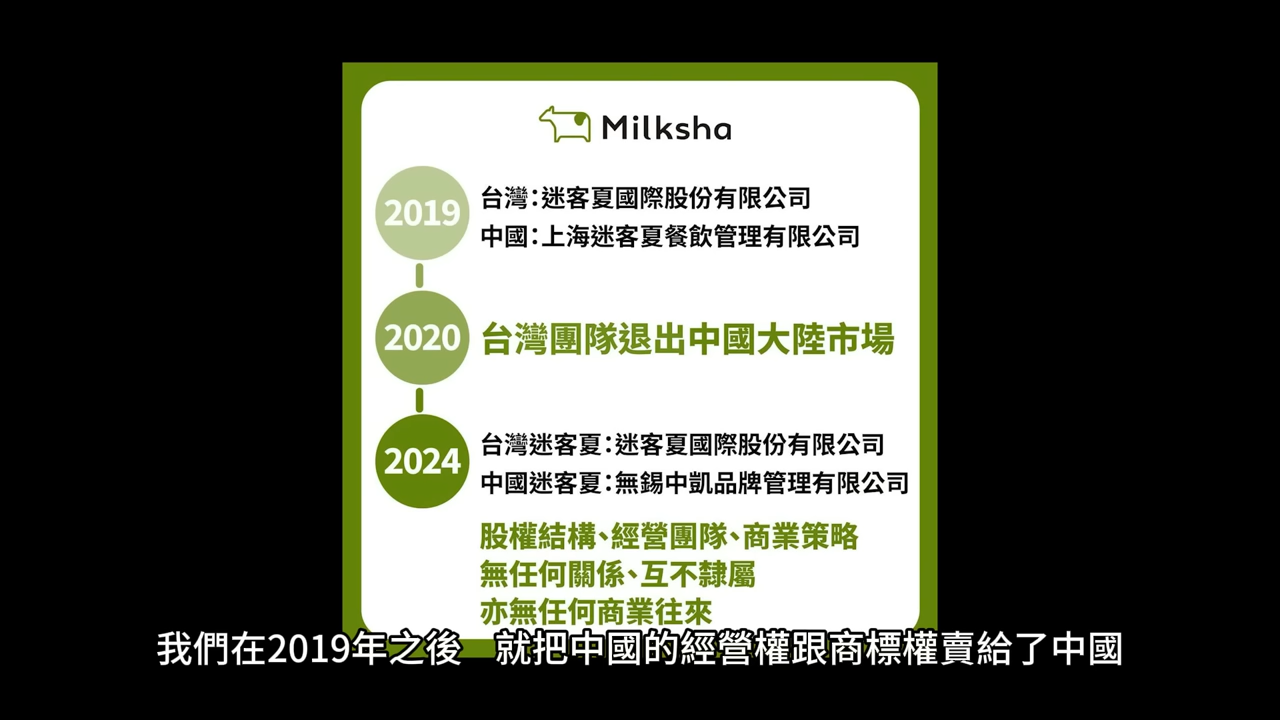 Milksha
2019
台灣：迷客夏國際股份有限公司
中國：上海迷客夏餐飲管理有限公司
2020
台灣團隊退出中國大陸市場
2024
台灣迷客夏：迷客夏國際股份有限公司
中國迷客夏：無錫中凱品牌管理有限公司
股權結構、經營團隊、商業策略
無任何關係、互不隸屬
亦無任何商業往來
我們在2019年之後　就把中國的經營權跟商標權賣給了中國